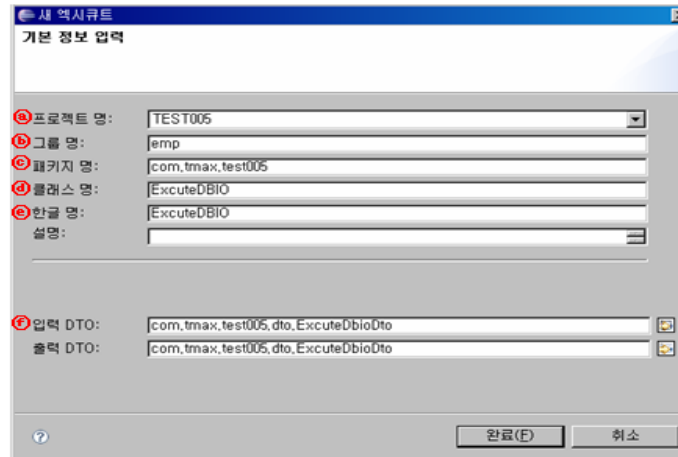 새 엑시큐트
기본 정보 입력
ⓐ프로젝트 명: TEST005
ⓑ그룹 명: emp
ⓒ패키지 명: com,tmax,test005
ⓓ클래스 명: ExcuteDBIO
ⓔ한글 명: ExcuteDBIO
설명:
ⓕ입력 DTO: com,tmax,test005,dto,ExcuteDbioDto
출력 DTO: com,tmax,test005,dto,ExcuteDbioDto
? 완료(F) 취소